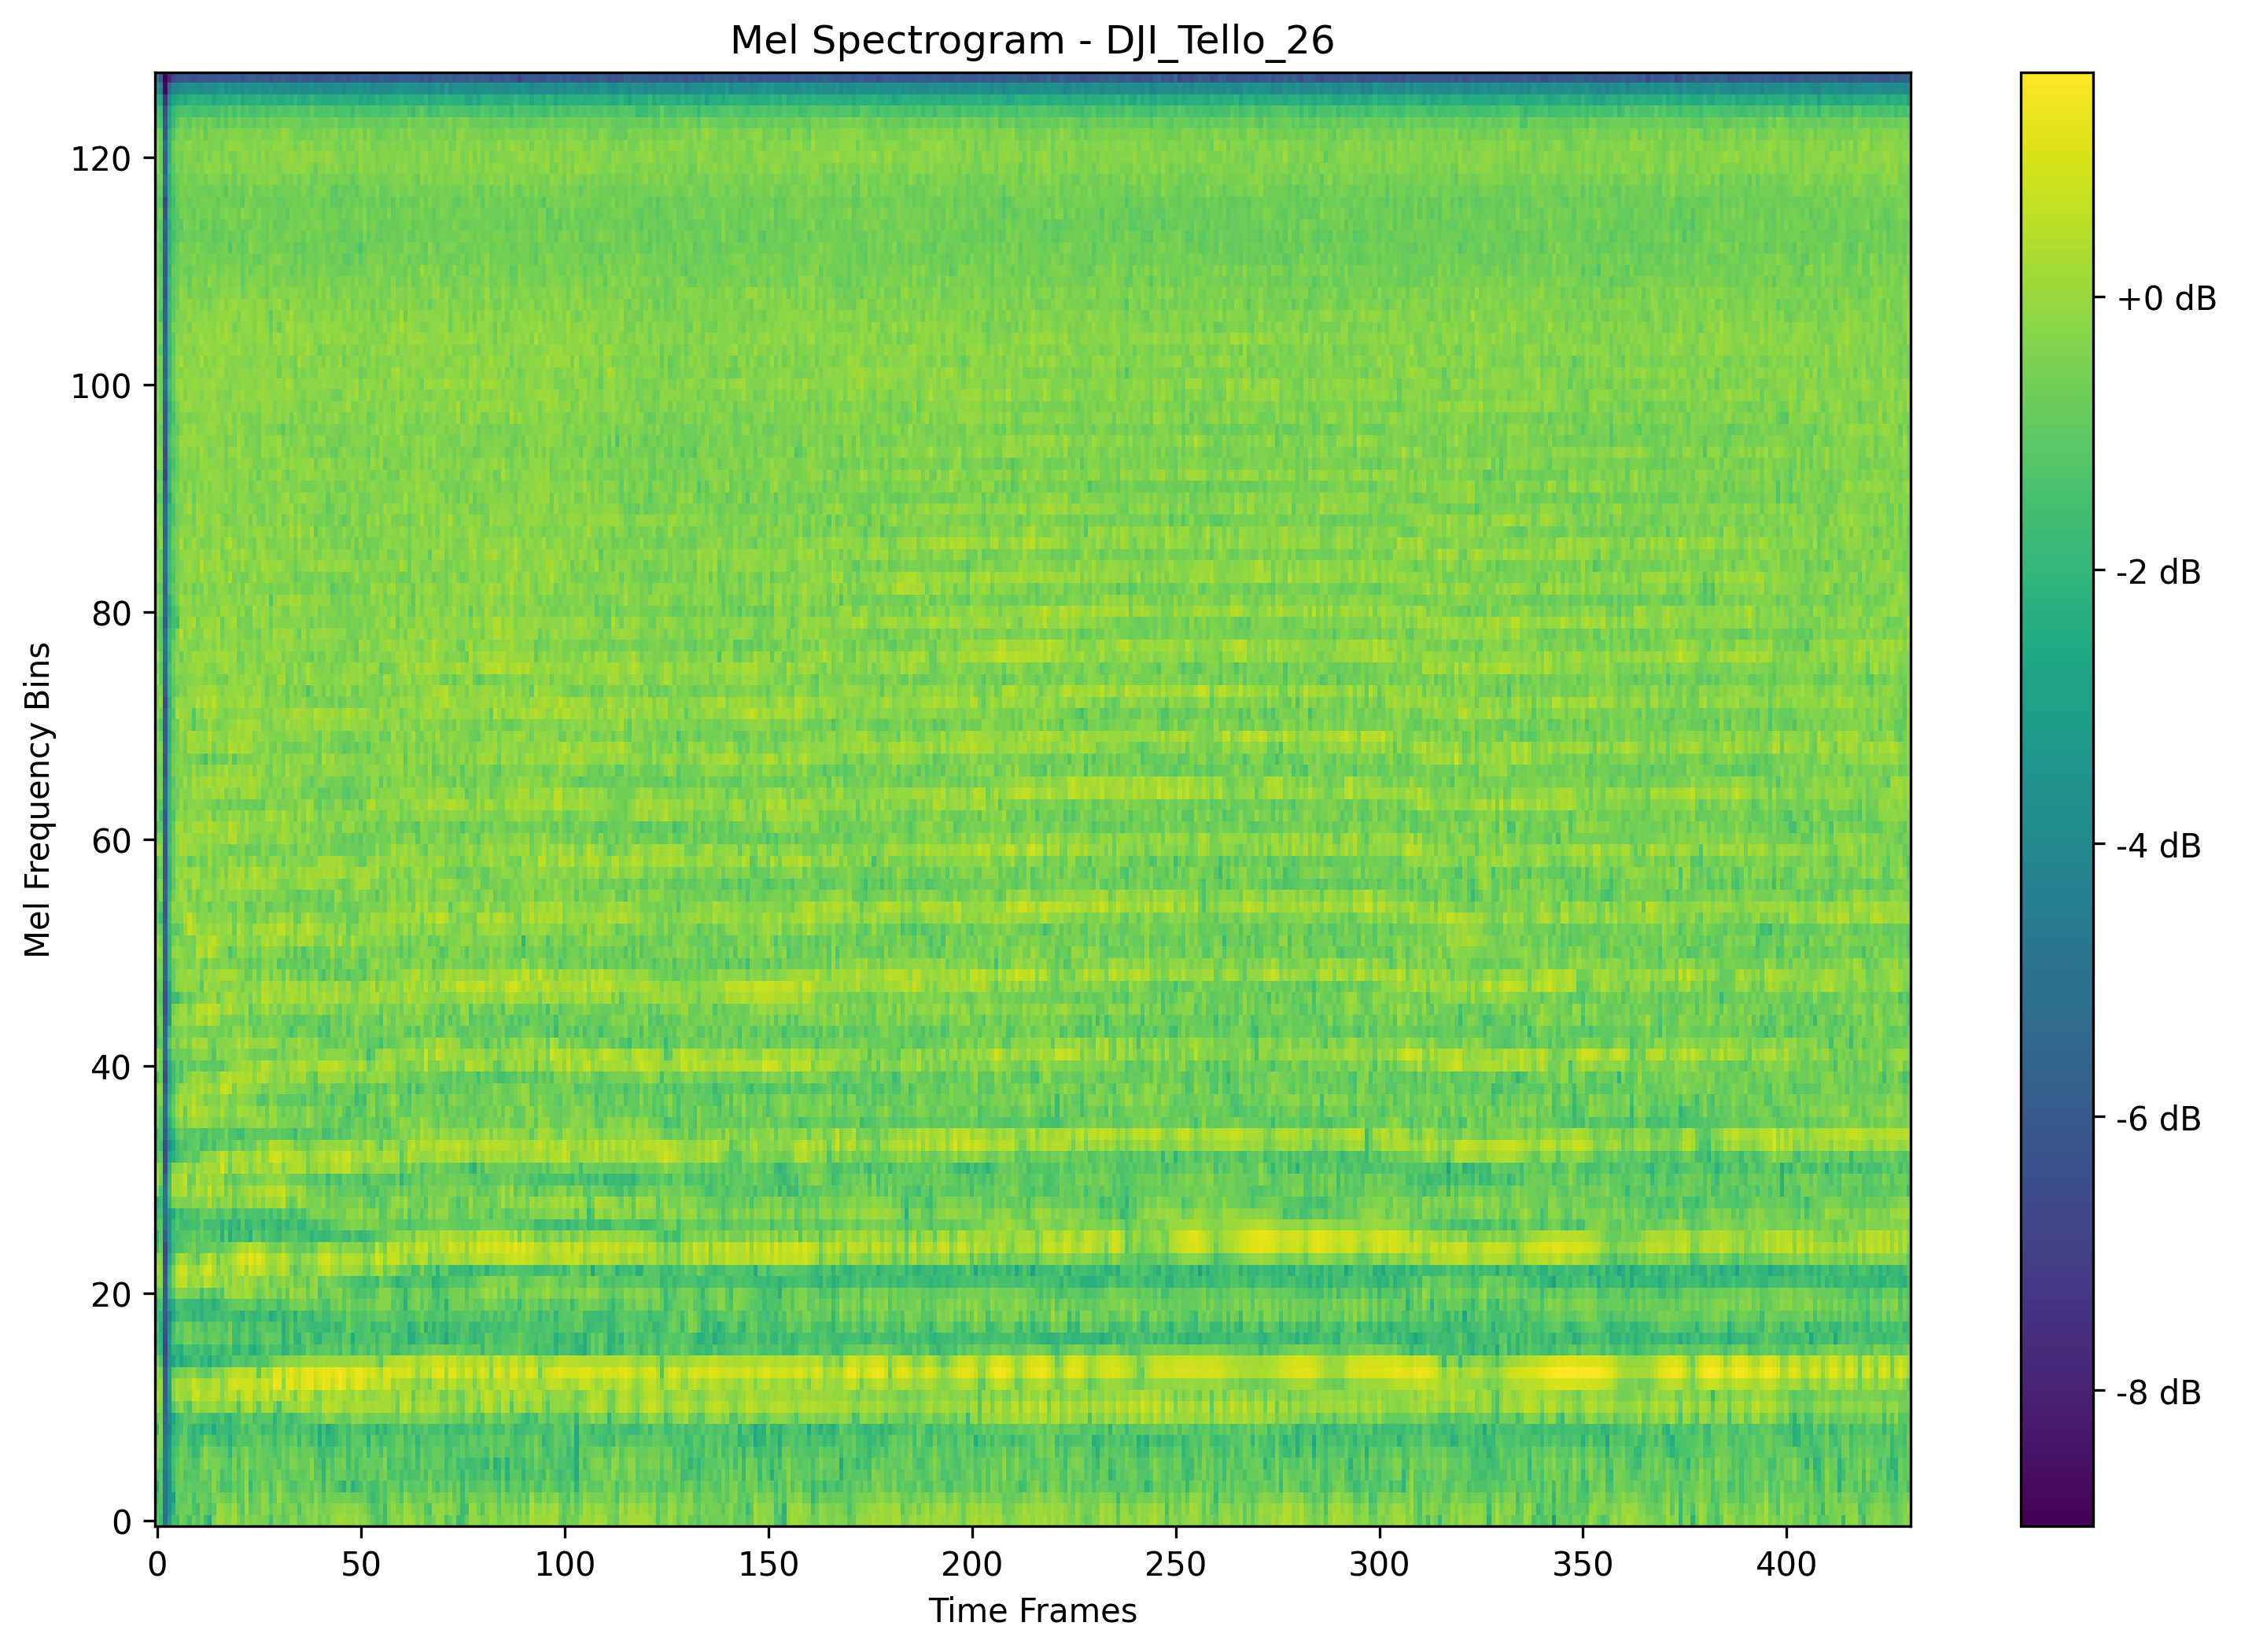 Mel Spectrogram - DJI_Tello_26
Mel Frequency Bins
120
100
80
60
40
20
0
0 50 100 150 200 250 300 350 400
Time Frames
+0 dB
-2 dB
-4 dB
-6 dB
-8 dB